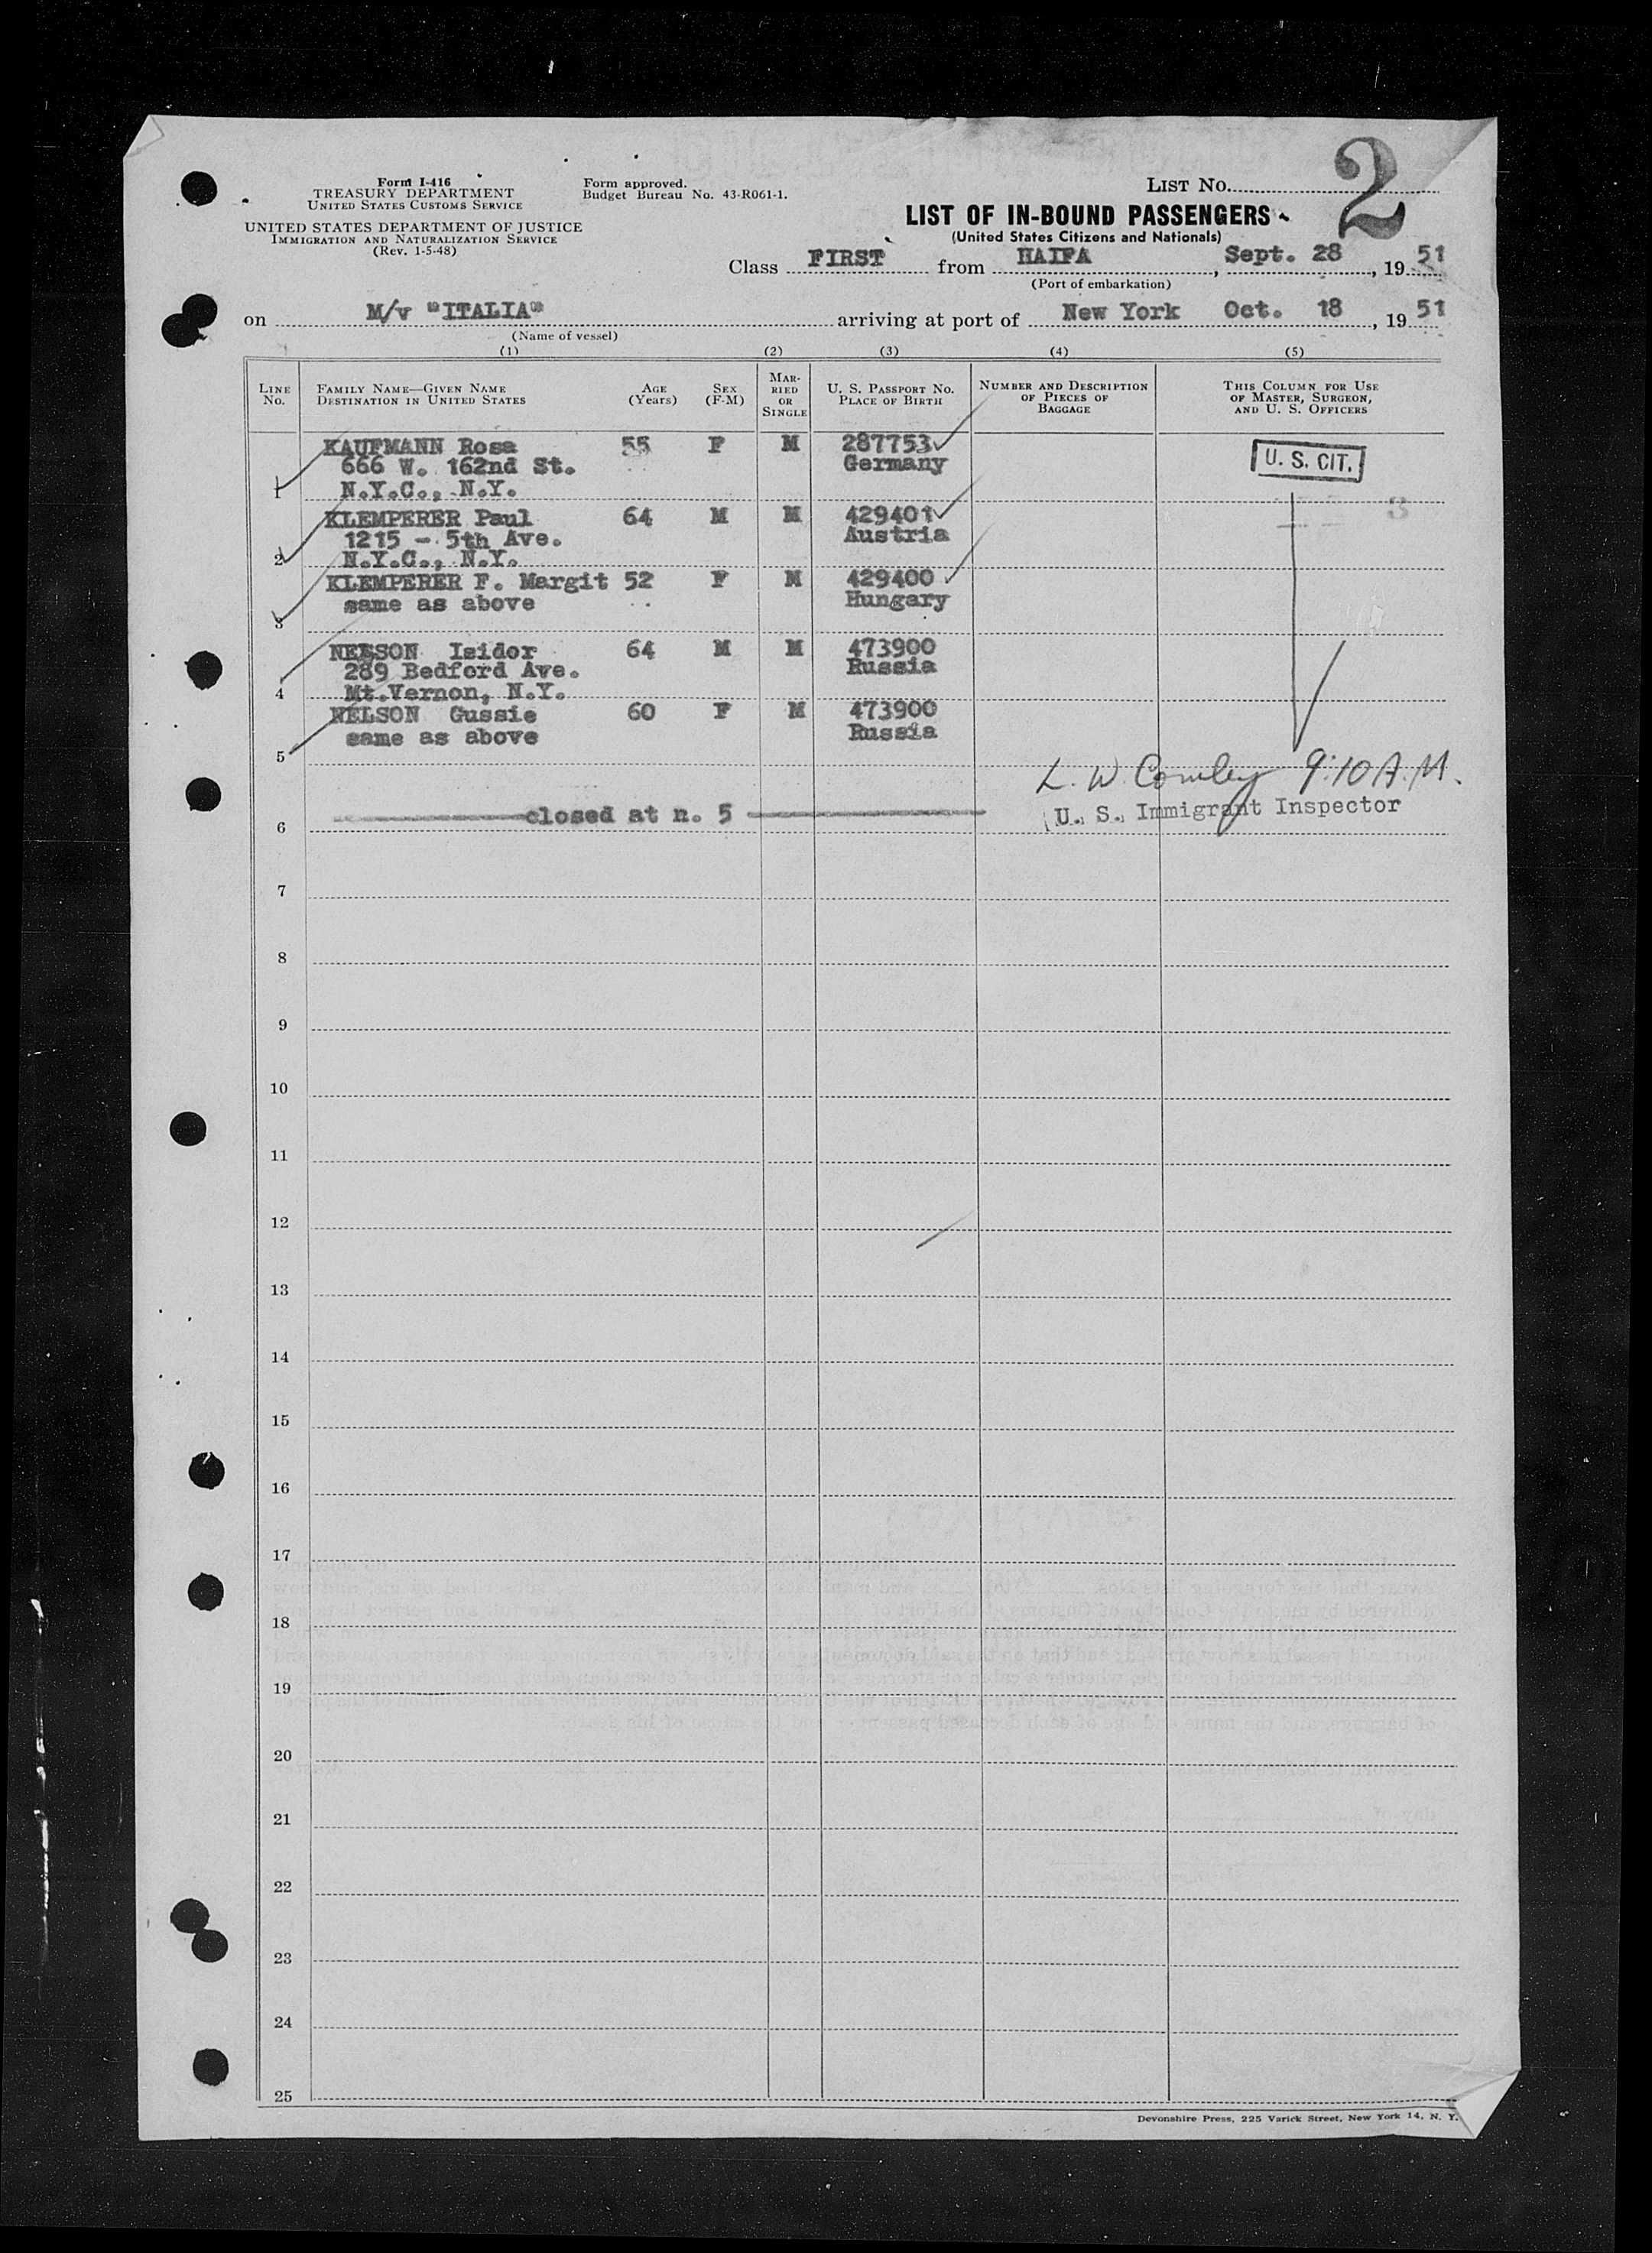 Form I-416
TREASURY DEPARTMENT
UNITED STATES CUSTOMS SERVICE
UNITED STATES DEPARTMENT OF JUSTICE
IMMIGRATION AND NATURALIZATION SERVICE
(Rev. 1-5-48)
Form approved.
Budget Bureau No. 43-R061-1.
LIST NO. 2
LIST OF IN-BOUND PASSENGERS
(United States Citizens and Nationals)
Class FIRST from HAIFA, Sept. 28, 19 51
(Port of embarkation)
on M/v "ITALIA" arriving at port of New York Oct. 18, 19 51
(Name of vessel)
(1) (2) (3) (4) (5)
LINE NO. FAMILY NAME—GIVEN NAME DESTINATION IN UNITED STATES AGE (Years) SEX (F-M) MARRIED OR SINGLE U. S. PASSPORT NO. PLACE OF BIRTH NUMBER AND DESCRIPTION OF PIECES OF BAGGAGE THIS COLUMN FOR USE OF MASTER, SURGEON, AND U. S. OFFICERS
KAUFMANN Rosa 55 F M 287753
666 W. 162nd St. Germany U. S. CIT.
1 N.Y.C., N.Y.
3
KLEMPERER Paul 64 M M 429401
1215 - 5th Ave. Austria
2 N.Y.C., N.Y.
KLEMPERER F. Margit 52 F M 429400
same as above Hungary
3
NELSON Isidor 64 M M 473900
289 Bedford Ave. Russia
4 Mt.Vernon, N.Y.
NELSON Gussie 60 F M 473900
same as above Russia
5
L. W. Comley 9:10 A.M.
closed at n. 5 U. S. Immigrant Inspector
6
7
8
9
10
11
12
13
14
15
16
17
18
19
20
21
22
23
24
25
Devonshire Press, 225 Varick Street, New York 14, N. Y.